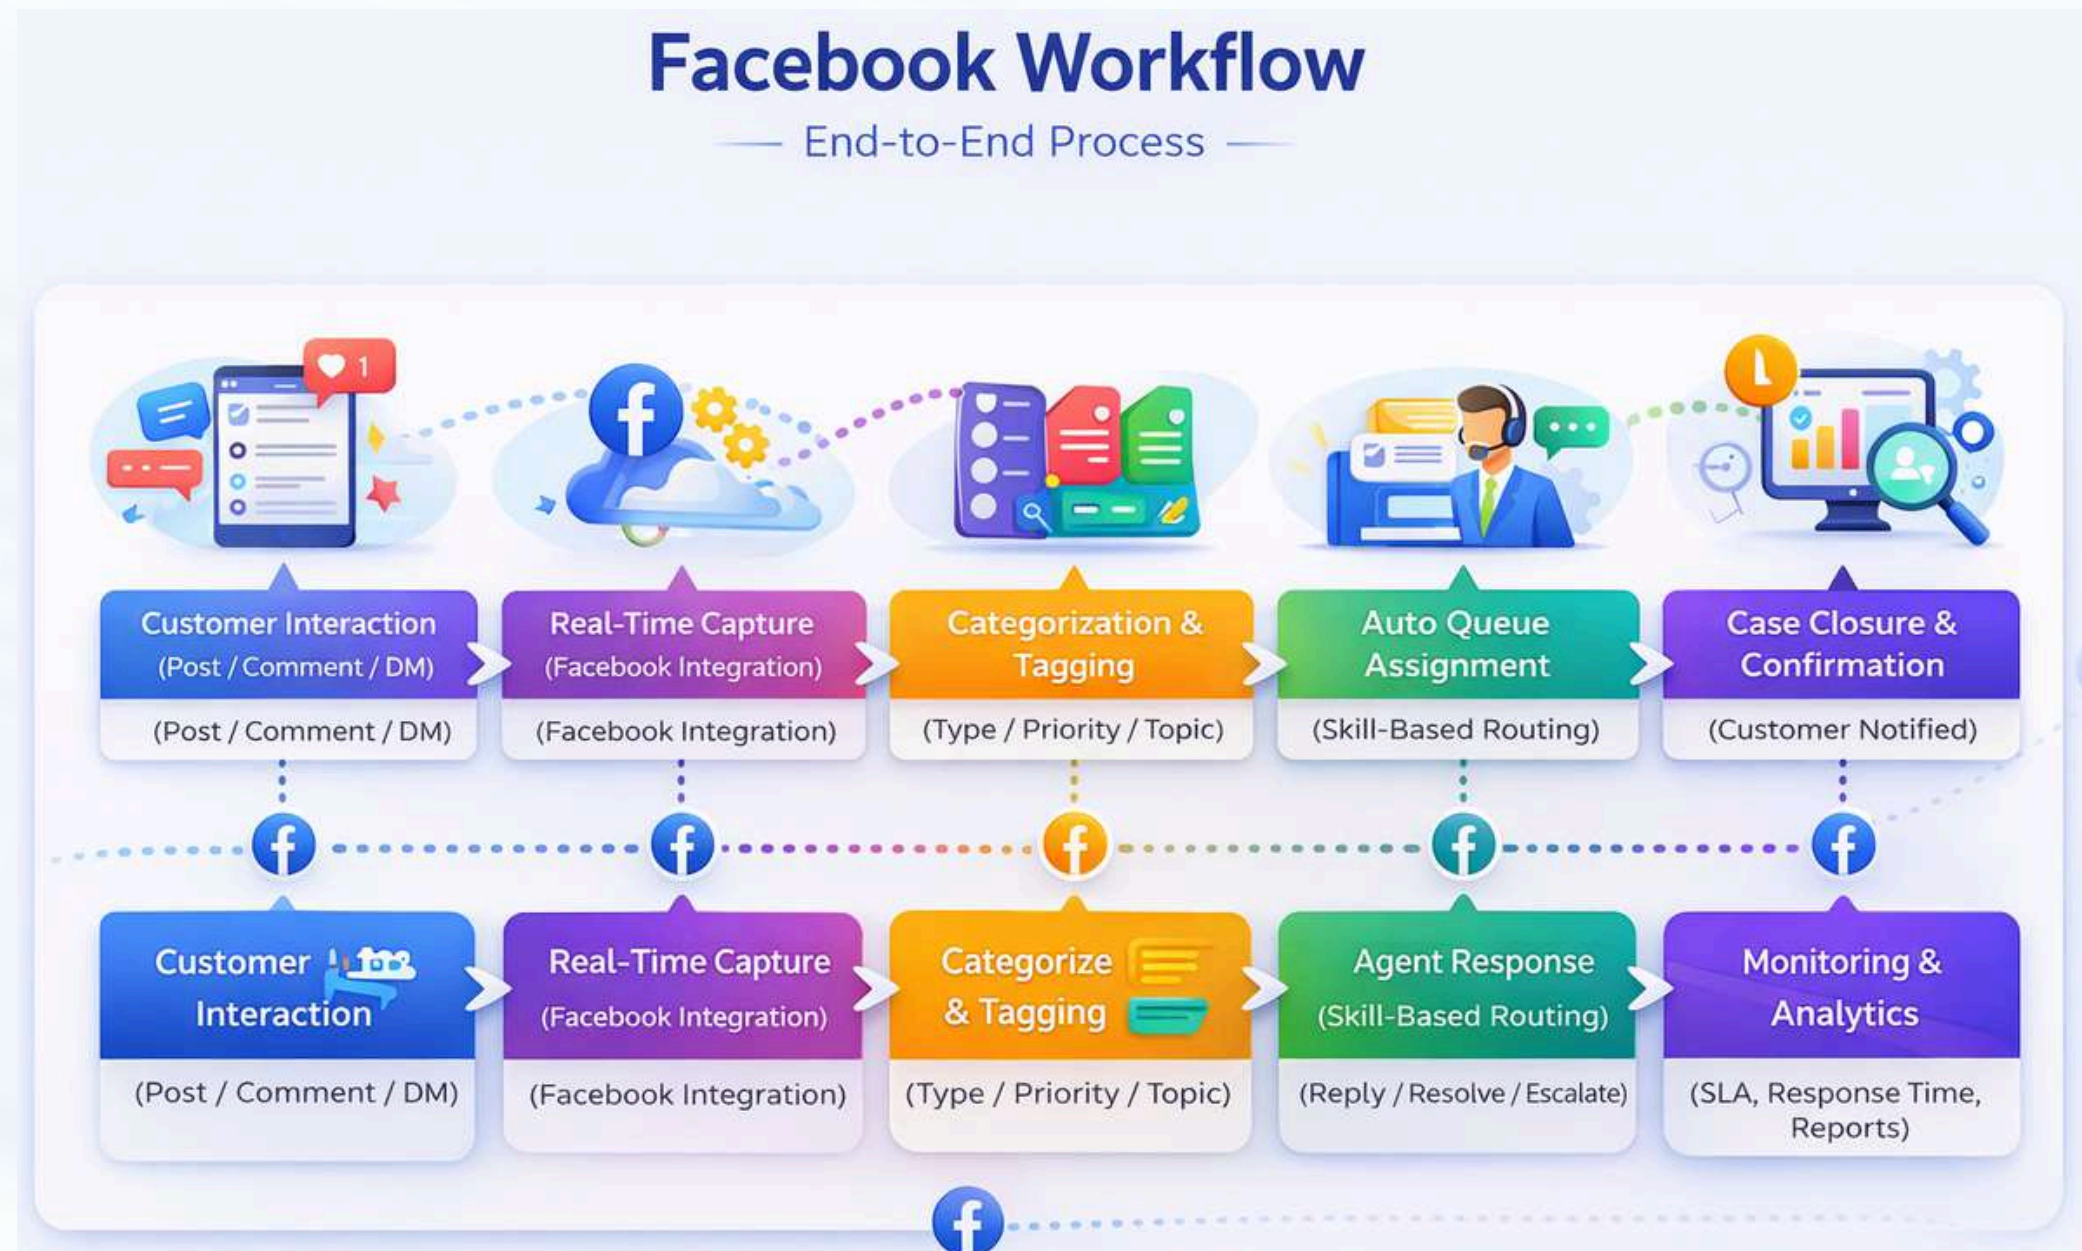 Facebook Workflow
End-to-End Process
1
Customer Interaction
(Post / Comment / DM)
(Post / Comment / DM)
Real-Time Capture
(Facebook Integration)
(Facebook Integration)
Categorization &
Tagging
(Type / Priority / Topic)
Auto Queue
Assignment
(Skill-Based Routing)
Case Closure &
Confirmation
(Customer Notified)
Customer
Interaction
(Post / Comment / DM)
Real-Time Capture
(Facebook Integration)
(Facebook Integration)
Categorize
& Tagging
(Type / Priority / Topic)
Agent Response
(Skill-Based Routing)
(Reply / Resolve / Escalate)
Monitoring &
Analytics
(SLA, Response Time,
Reports)